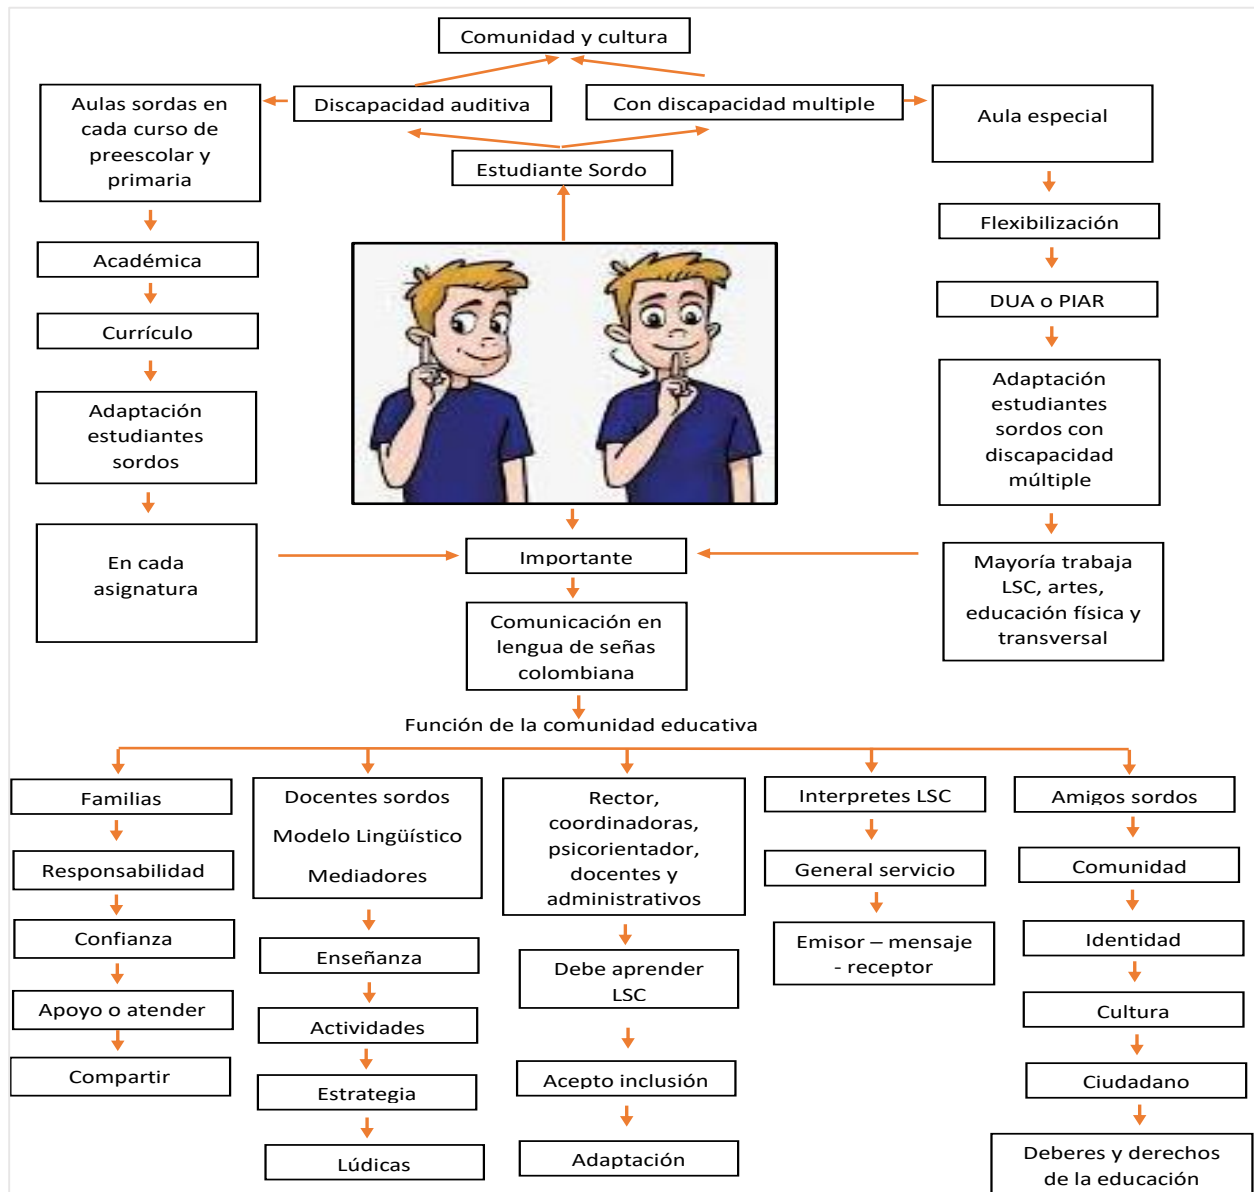 Comunidad y cultura
Aulas sordas en
cada curso de
preescolar y
primaria
Discapacidad auditiva
Con discapacidad multiple
Aula especial
Estudiante Sordo
Académica
Currículo
Adaptación
estudiantes
sordos
En cada
asignatura
Flexibilización
DUA o PIAR
Adaptación
estudiantes
sordos con
discapacidad
múltiple
Mayoría trabaja
LSC, artes,
educación física y
transversal
Importante
Comunicación en
lengua de señas
colombiana
Función de la comunidad educativa
Familias
Responsabilidad
Confianza
Apoyo o atender
Compartir
Docentes sordos
Modelo Lingüístico
Mediadores
Enseñanza
Actividades
Estrategia
Lúdicas
Rector,
coordinadoras,
psicorientador,
docentes y
administrativos
Debe aprender
LSC
Acepto inclusión
Adaptación
Interpretes LSC
General servicio
Emisor – mensaje
- receptor
Amigos sordos
Comunidad
Identidad
Cultura
Ciudadano
Deberes y derechos
de la educación